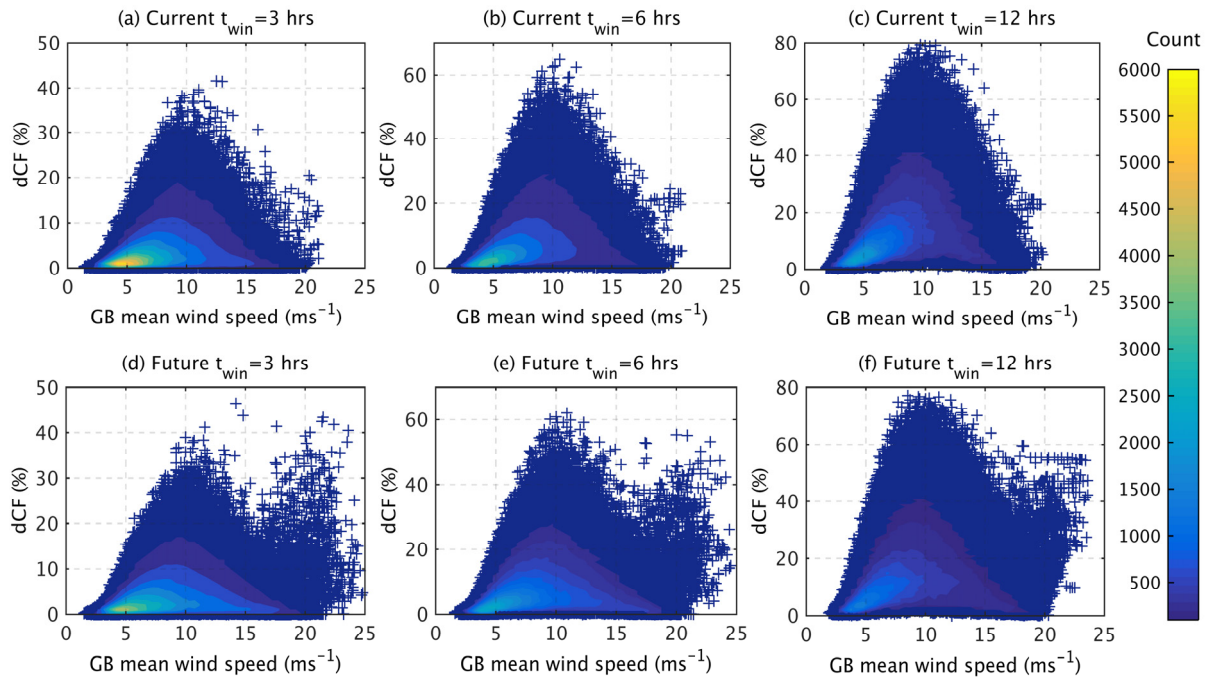 (a) Current t_win=3 hrs
(b) Current t_win=6 hrs
(c) Current t_win=12 hrs
Count
50
40
30
20
10
0
dCF (%)
0 5 10 15 20 25
GB mean wind speed (ms⁻¹)
60
40
20
0
dCF (%)
0 5 10 15 20 25
GB mean wind speed (ms⁻¹)
80
60
40
20
0
dCF (%)
0 5 10 15 20 25
GB mean wind speed (ms⁻¹)
6000
5500
5000
4500
4000
3500
3000
2500
2000
1500
1000
500
(d) Future t_win=3 hrs
(e) Future t_win=6 hrs
(f) Future t_win=12 hrs
50
40
30
20
10
0
dCF (%)
0 5 10 15 20 25
GB mean wind speed (ms⁻¹)
60
40
20
0
dCF (%)
0 5 10 15 20 25
GB mean wind speed (ms⁻¹)
80
60
40
20
0
dCF (%)
0 5 10 15 20 25
GB mean wind speed (ms⁻¹)